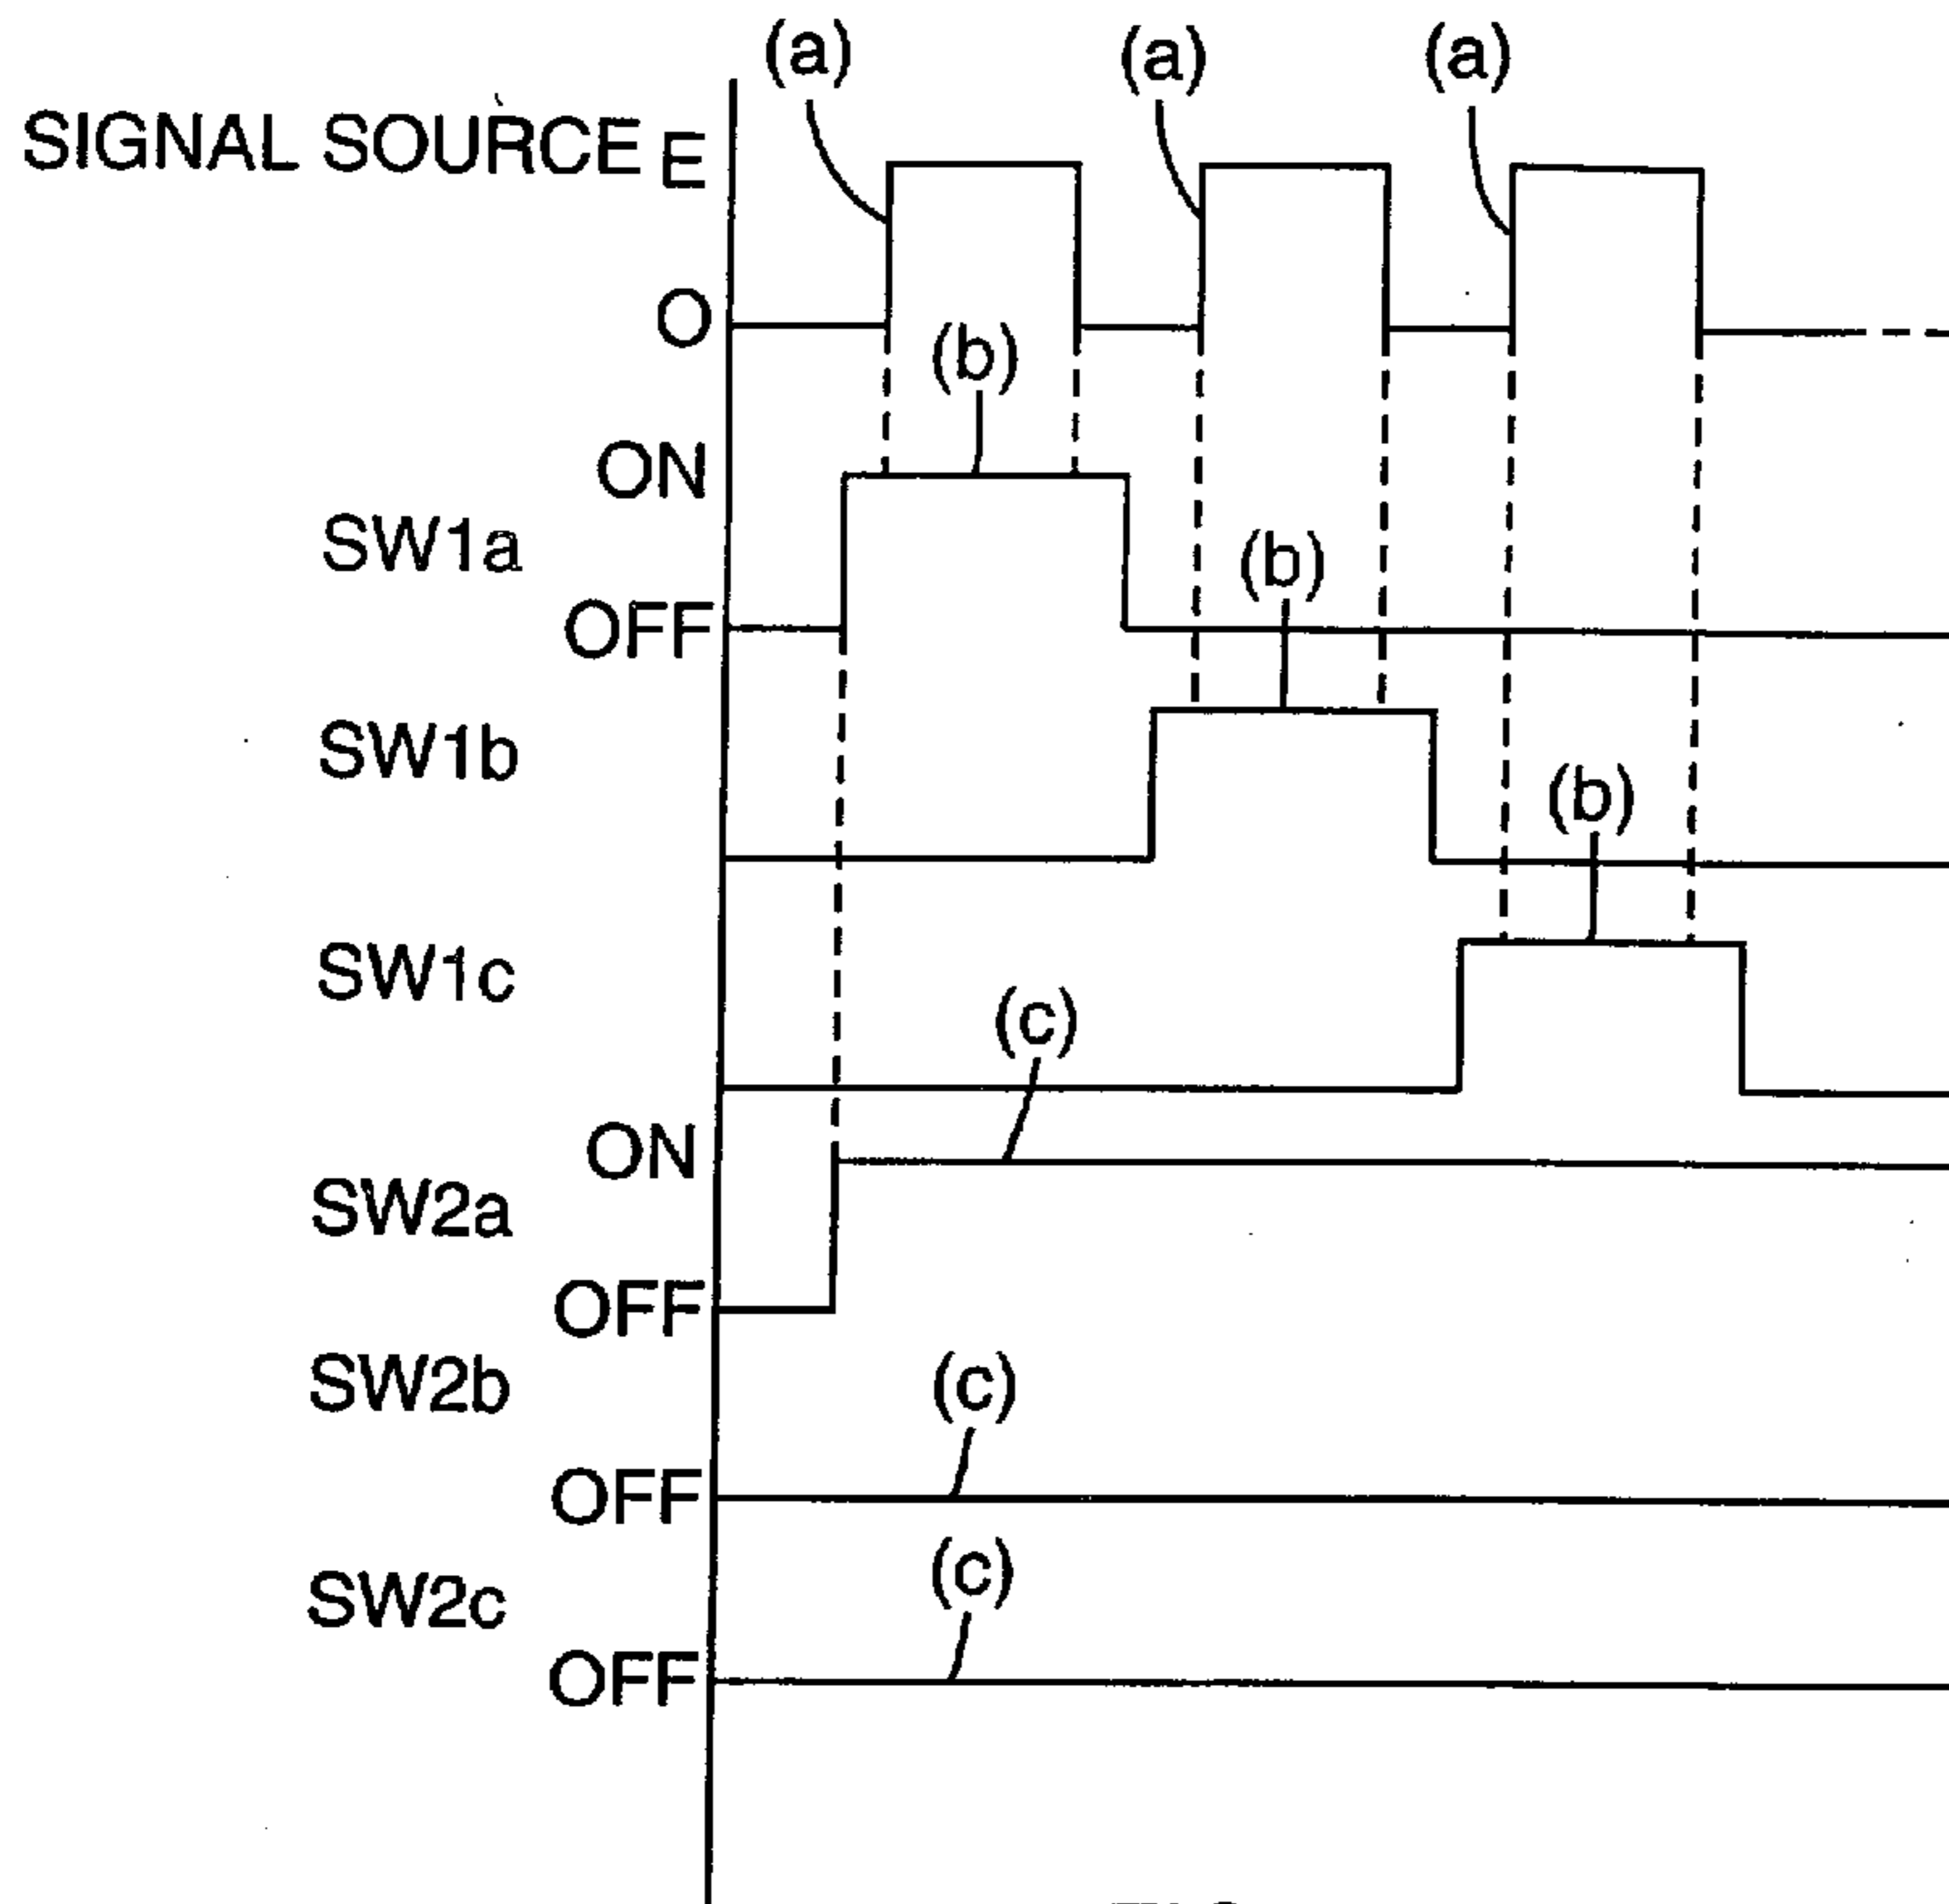 (a) (a) (a)
SIGNAL SOURCE E
O
(b)
ON
SW1a
(b)
OFF
SW1b
(b)
SW1c
(c)
ON
SW2a
OFF
SW2b
(c)
OFF
(c)
SW2c
OFF